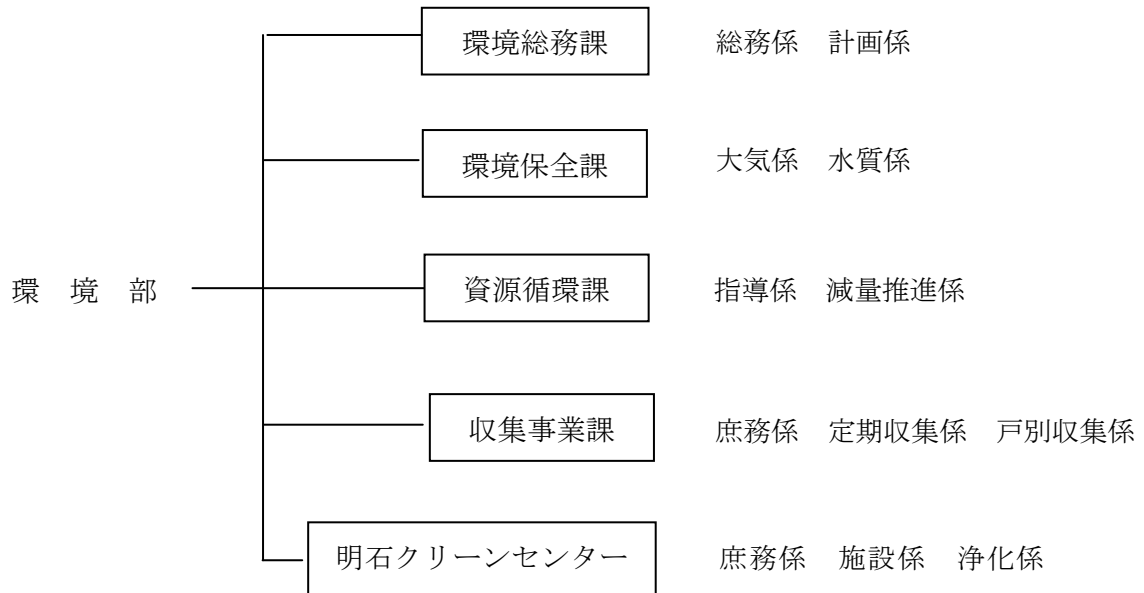 環境総務課 総務係 計画係
環境保全課 大気係 水質係
環 境 部 資源循環課 指導係 減量推進係
収集事業課 庶務係 定期収集係 戸別収集係
明石クリーンセンター 庶務係 施設係 浄化係